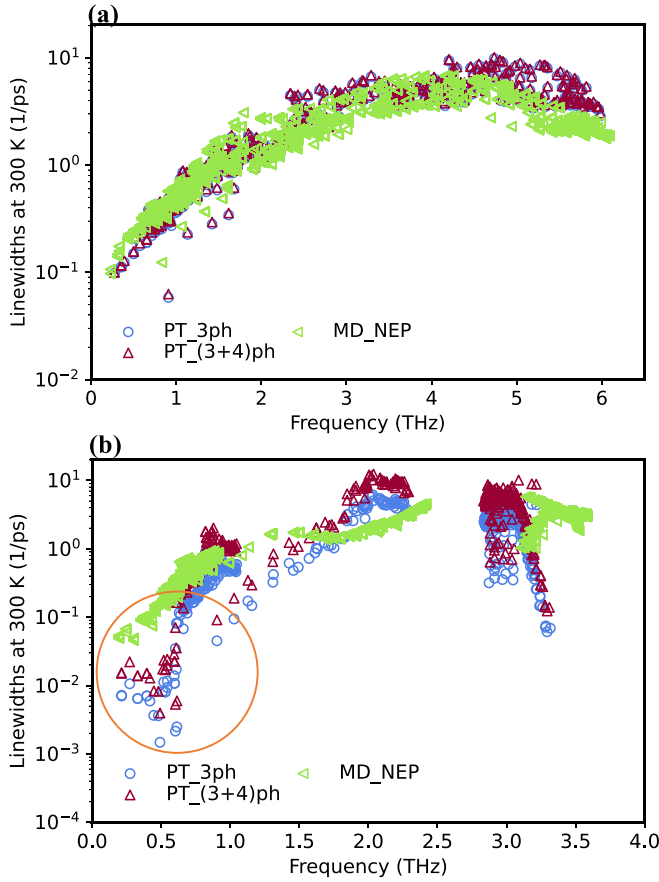 (a)
Linewidths at 300 K (1/ps)
10^1
10^0
10^−1
10^−2
PT_3ph
PT_(3+4)ph
MD_NEP
0 1 2 3 4 5 6
Frequency (THz)
(b)
Linewidths at 300 K (1/ps)
10^1
10^0
10^−1
10^−2
10^−3
10^−4
PT_3ph
PT_(3+4)ph
MD_NEP
0.0 0.5 1.0 1.5 2.0 2.5 3.0 3.5 4.0
Frequency (THz)